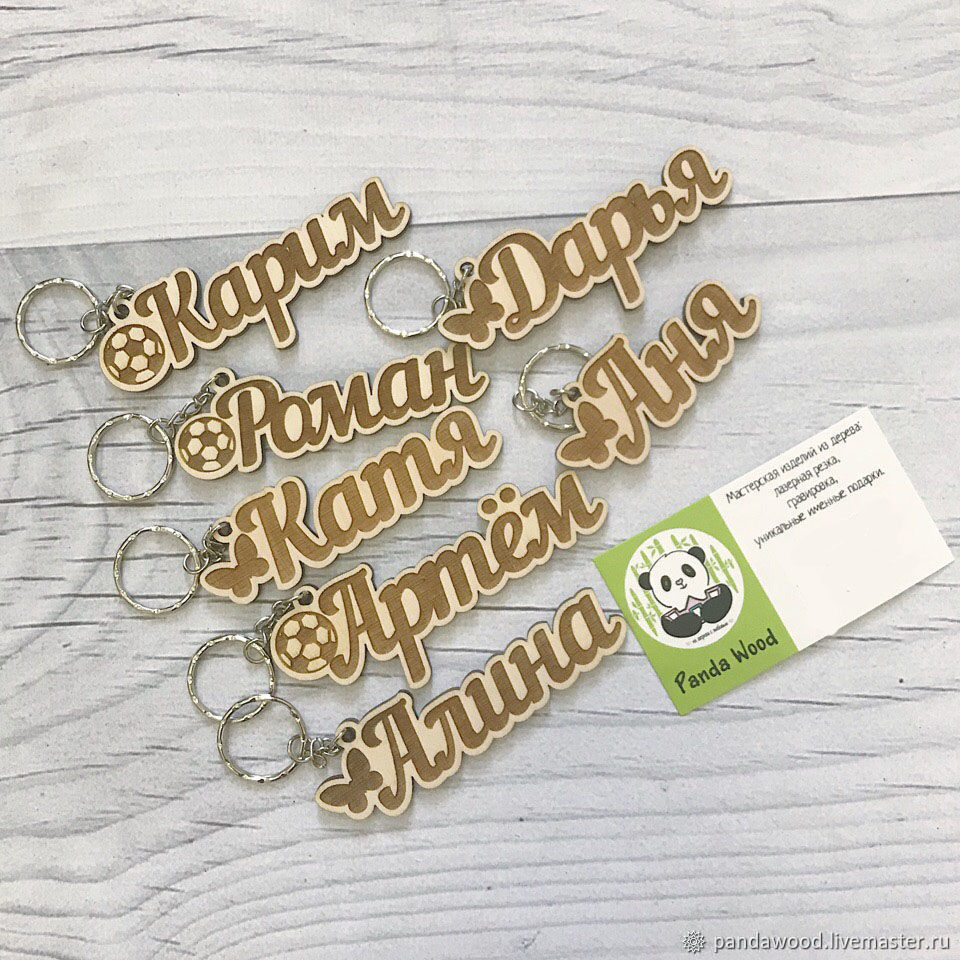 Карим
Дарья
Роман
Аня
Катя
Артём
Алина
Мастерская изделий из дерева:
лазерная резка,
гравировка,
уникальные именные подарки.
Panda Wood
pandawood.livemaster.ru